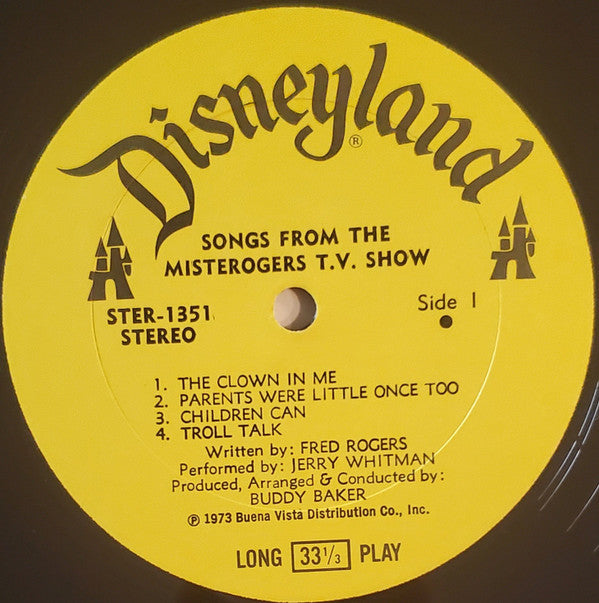 Disneyland®
SONGS FROM THE
MISTEROGERS T.V. SHOW
STER-1351
STEREO
Side 1
1. THE CLOWN IN ME
2. PARENTS WERE LITTLE ONCE TOO
3. CHILDREN CAN
4. TROLL TALK
Written by: FRED ROGERS
Performed by: JERRY WHITMAN
Produced, Arranged & Conducted by:
BUDDY BAKER
℗ 1973 Buena Vista Distribution Co., Inc.
LONG 33⅓ PLAY